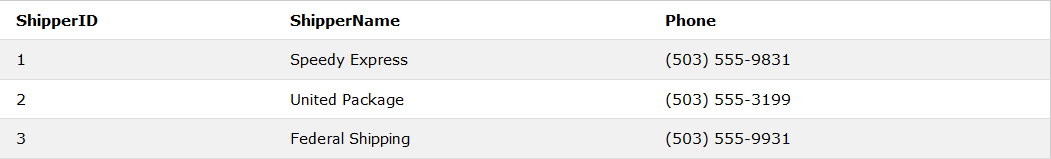 ShipperID ShipperName Phone
1 Speedy Express (503) 555-9831
2 United Package (503) 555-3199
3 Federal Shipping (503) 555-9931